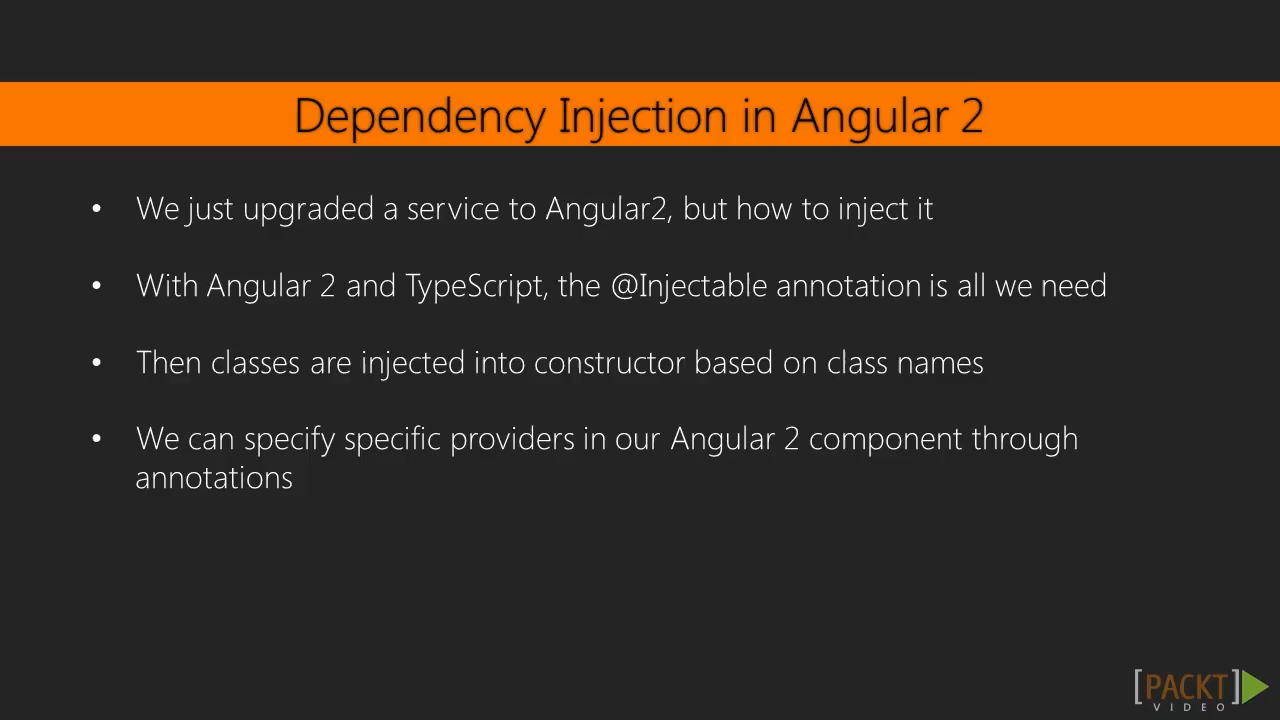 Dependency Injection in Angular 2
• We just upgraded a service to Angular2, but how to inject it
• With Angular 2 and TypeScript, the @Injectable annotation is all we need
• Then classes are injected into constructor based on class names
• We can specify specific providers in our Angular 2 component through
annotations
[PACKT]
VIDEO